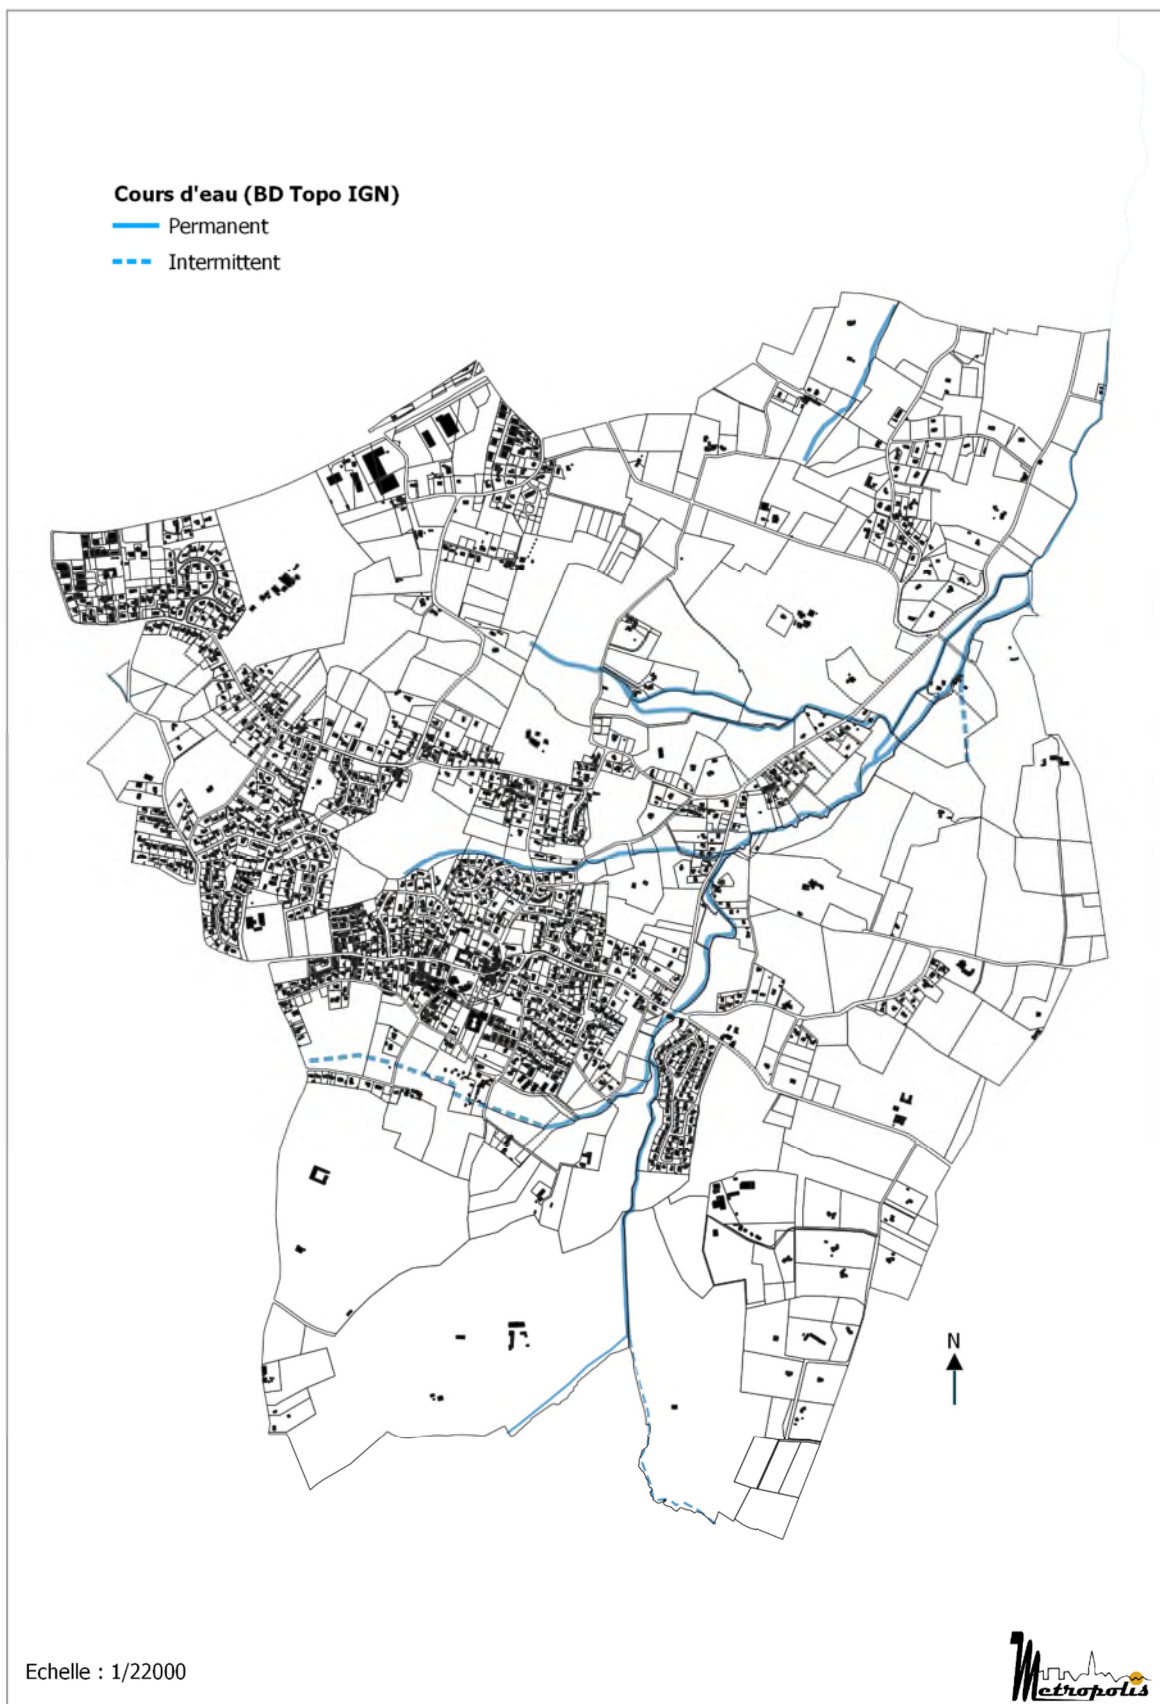 Cours d'eau (BD Topo IGN)
Permanent
Intermittent
N
Echelle : 1/22000
Metropolis